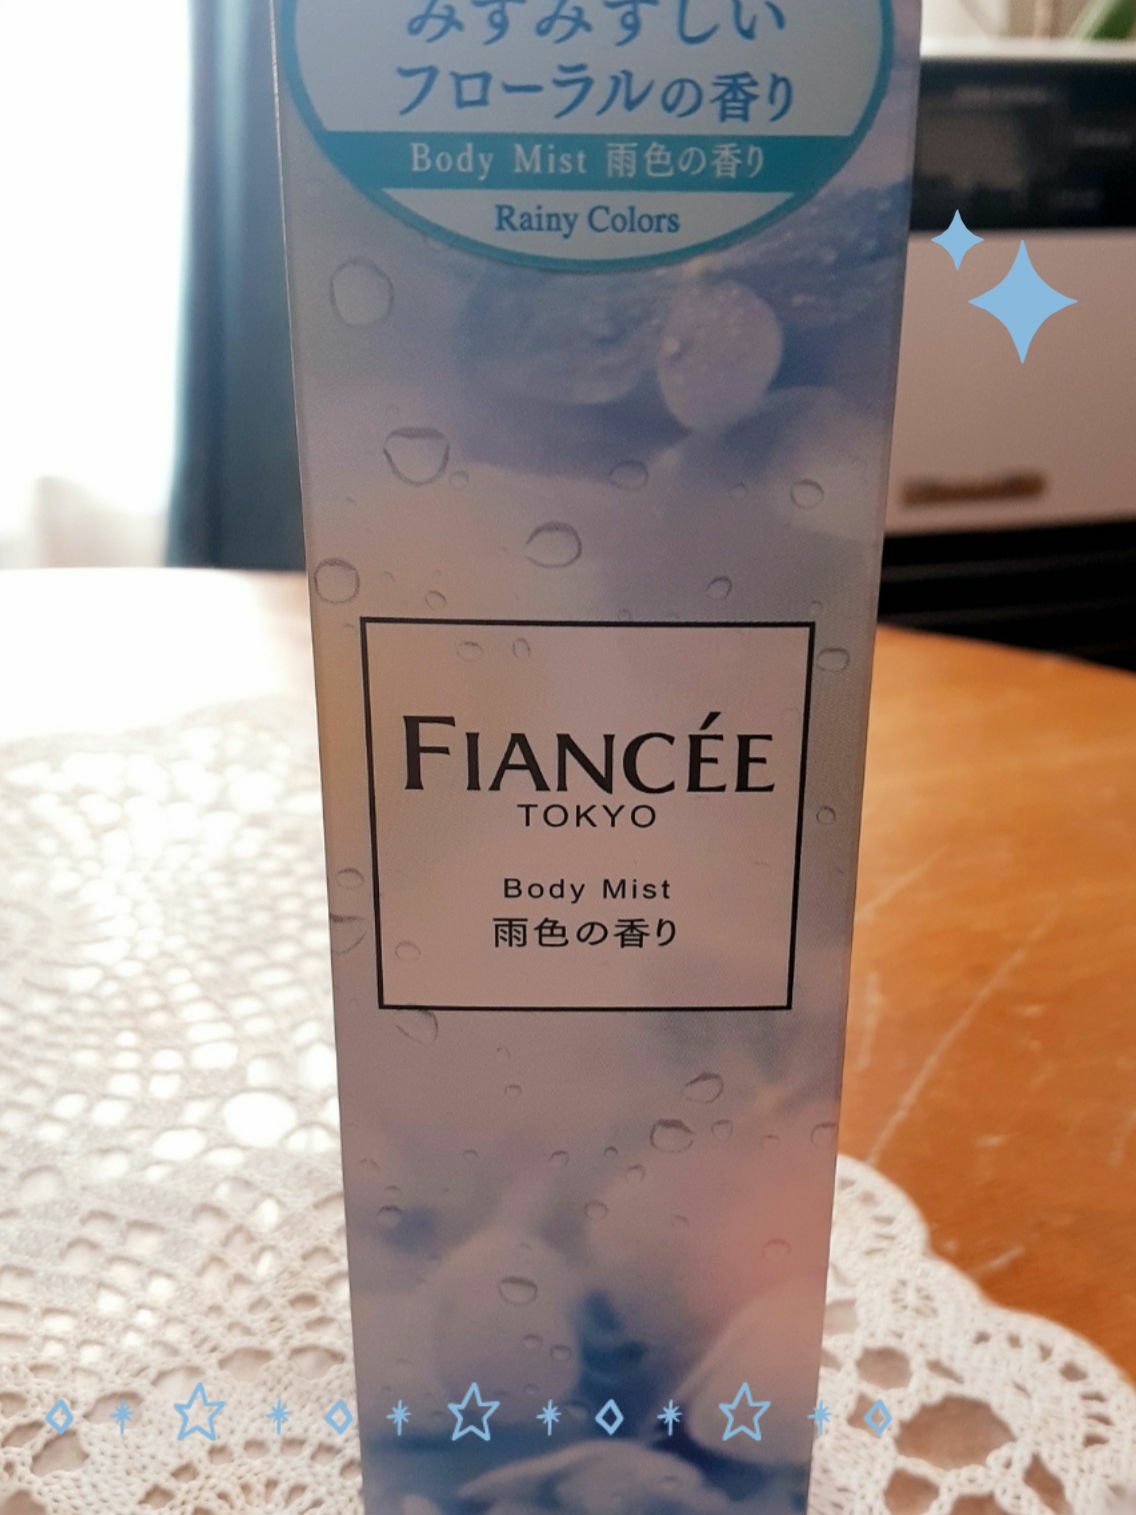 みずみずしい
フローラルの香り
Body Mist 雨色の香り
Rainy Colors
FIANCÉE
TOKYO
Body Mist
雨色の香り